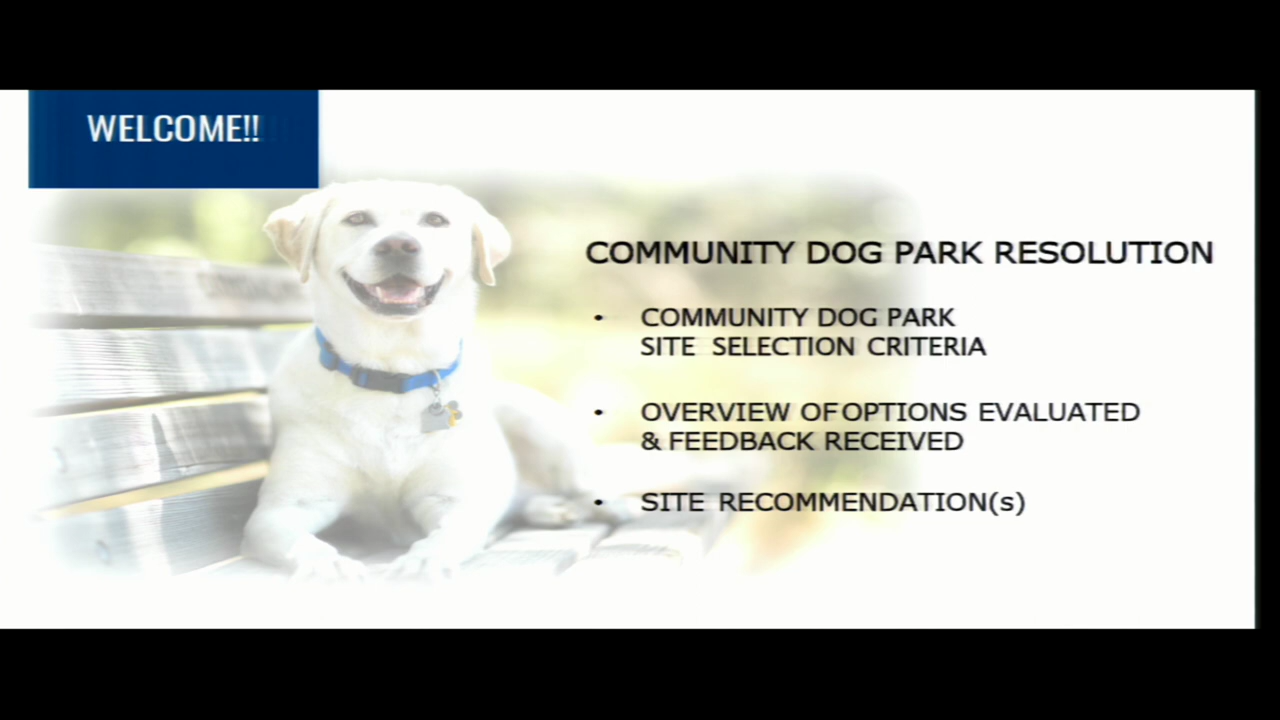 WELCOME!!
COMMUNITY DOG PARK RESOLUTION
• COMMUNITY DOG PARK
SITE SELECTION CRITERIA
• OVERVIEW OF OPTIONS EVALUATED
& FEEDBACK RECEIVED
• SITE RECOMMENDATION(s)